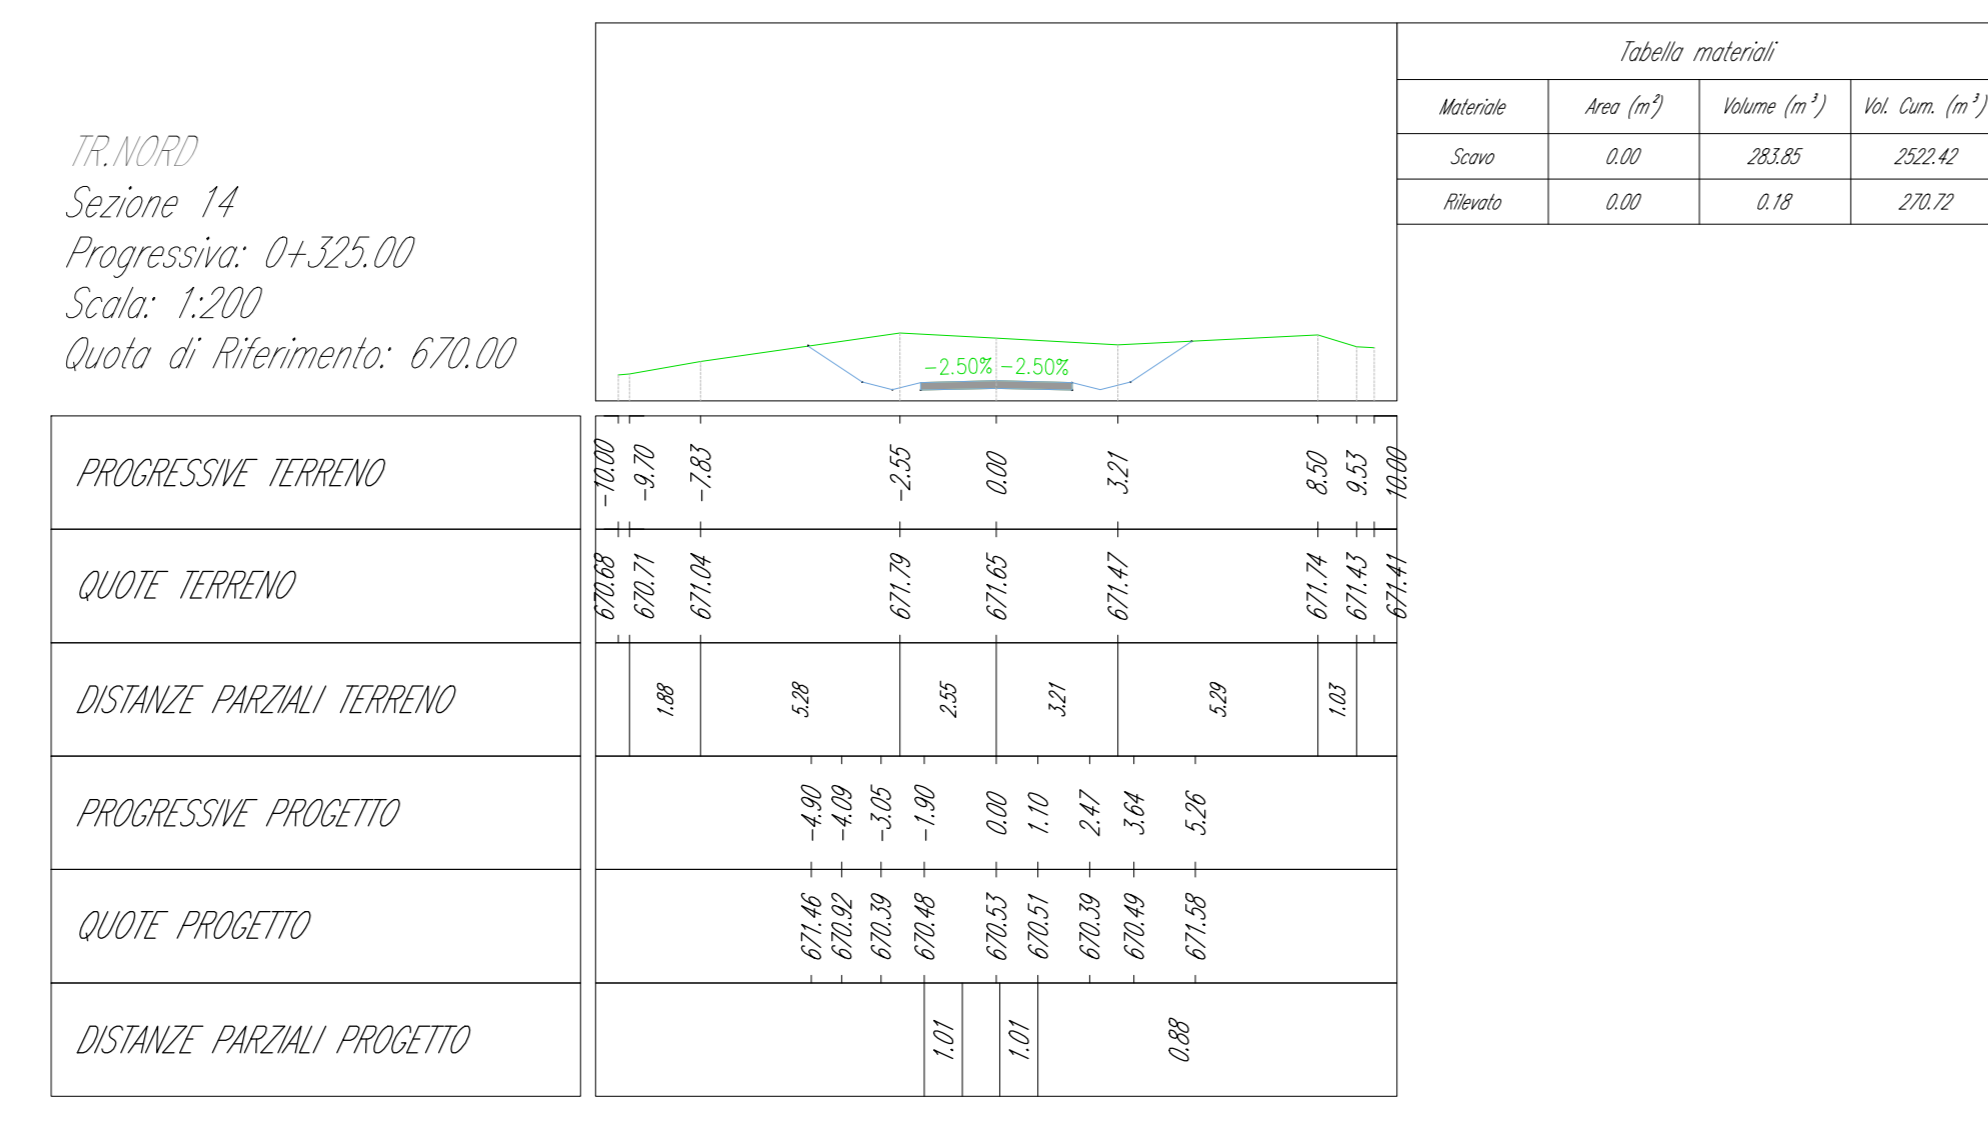 TR.NORD
Sezione 14
Progressiva: 0+325.00
Scala: 1:200
Quota di Riferimento: 670.00
-2.50% -2.50%
Tabella materiali
Materiale Area (m²) Volume (m³) Vol. Cum. (m³)
Scavo 0.00 283.85 2522.42
Rilevato 0.00 0.18 270.72
PROGRESSIVE TERRENO -10.00 -9.70 -7.83 -2.55 0.00 3.21 8.50 9.53 10.00
QUOTE TERRENO 670.68 670.71 671.04 671.79 671.65 671.47 671.74 671.43 671.41
DISTANZE PARZIALI TERRENO 1.88 5.28 2.55 3.21 5.29 1.03
PROGRESSIVE PROGETTO -4.90 -4.09 -3.05 -1.90 0.00 1.10 2.47 3.64 5.26
QUOTE PROGETTO 671.46 670.92 670.39 670.48 670.53 670.51 670.39 670.49 671.58
DISTANZE PARZIALI PROGETTO 1.01 1.01 0.88